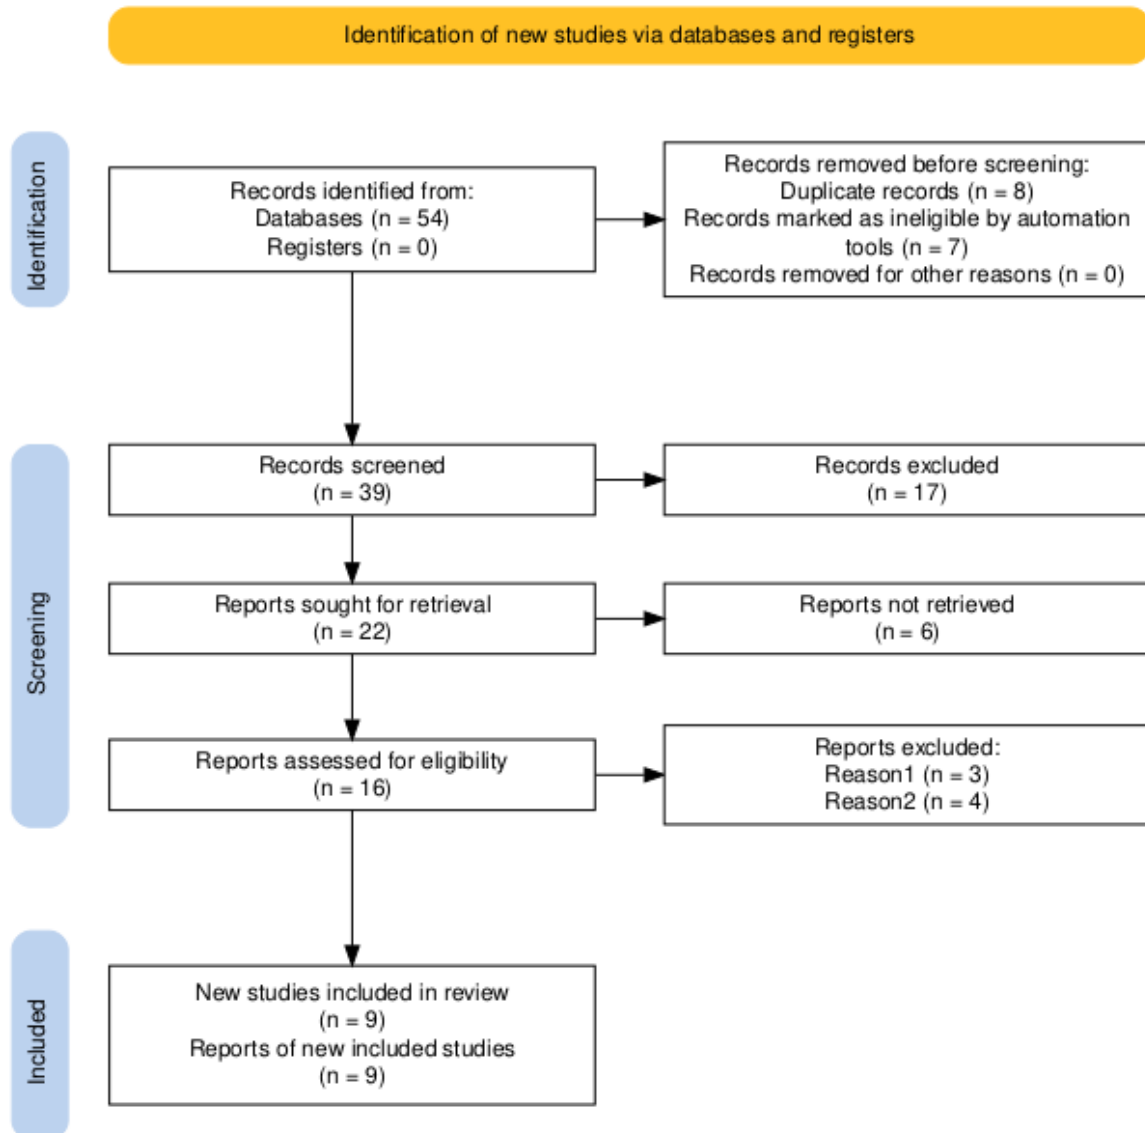 Identification of new studies via databases and registers
Identification
Records identified from:
Databases (n = 54)
Registers (n = 0)
Records removed before screening:
Duplicate records (n = 8)
Records marked as ineligible by automation
tools (n = 7)
Records removed for other reasons (n = 0)
Screening
Records screened
(n = 39)
Records excluded
(n = 17)
Reports sought for retrieval
(n = 22)
Reports not retrieved
(n = 6)
Reports assessed for eligibility
(n = 16)
Reports excluded:
Reason1 (n = 3)
Reason2 (n = 4)
Included
New studies included in review
(n = 9)
Reports of new included studies
(n = 9)